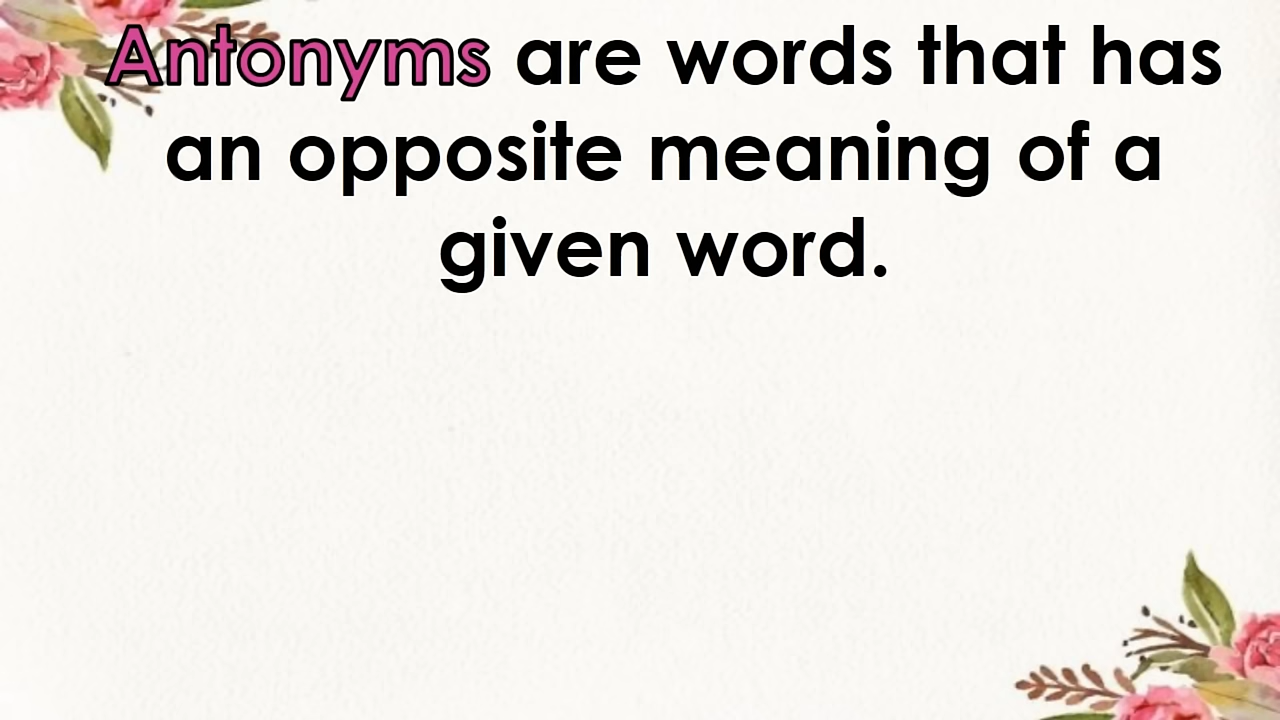 Antonyms are words that has
an opposite meaning of a
given word.